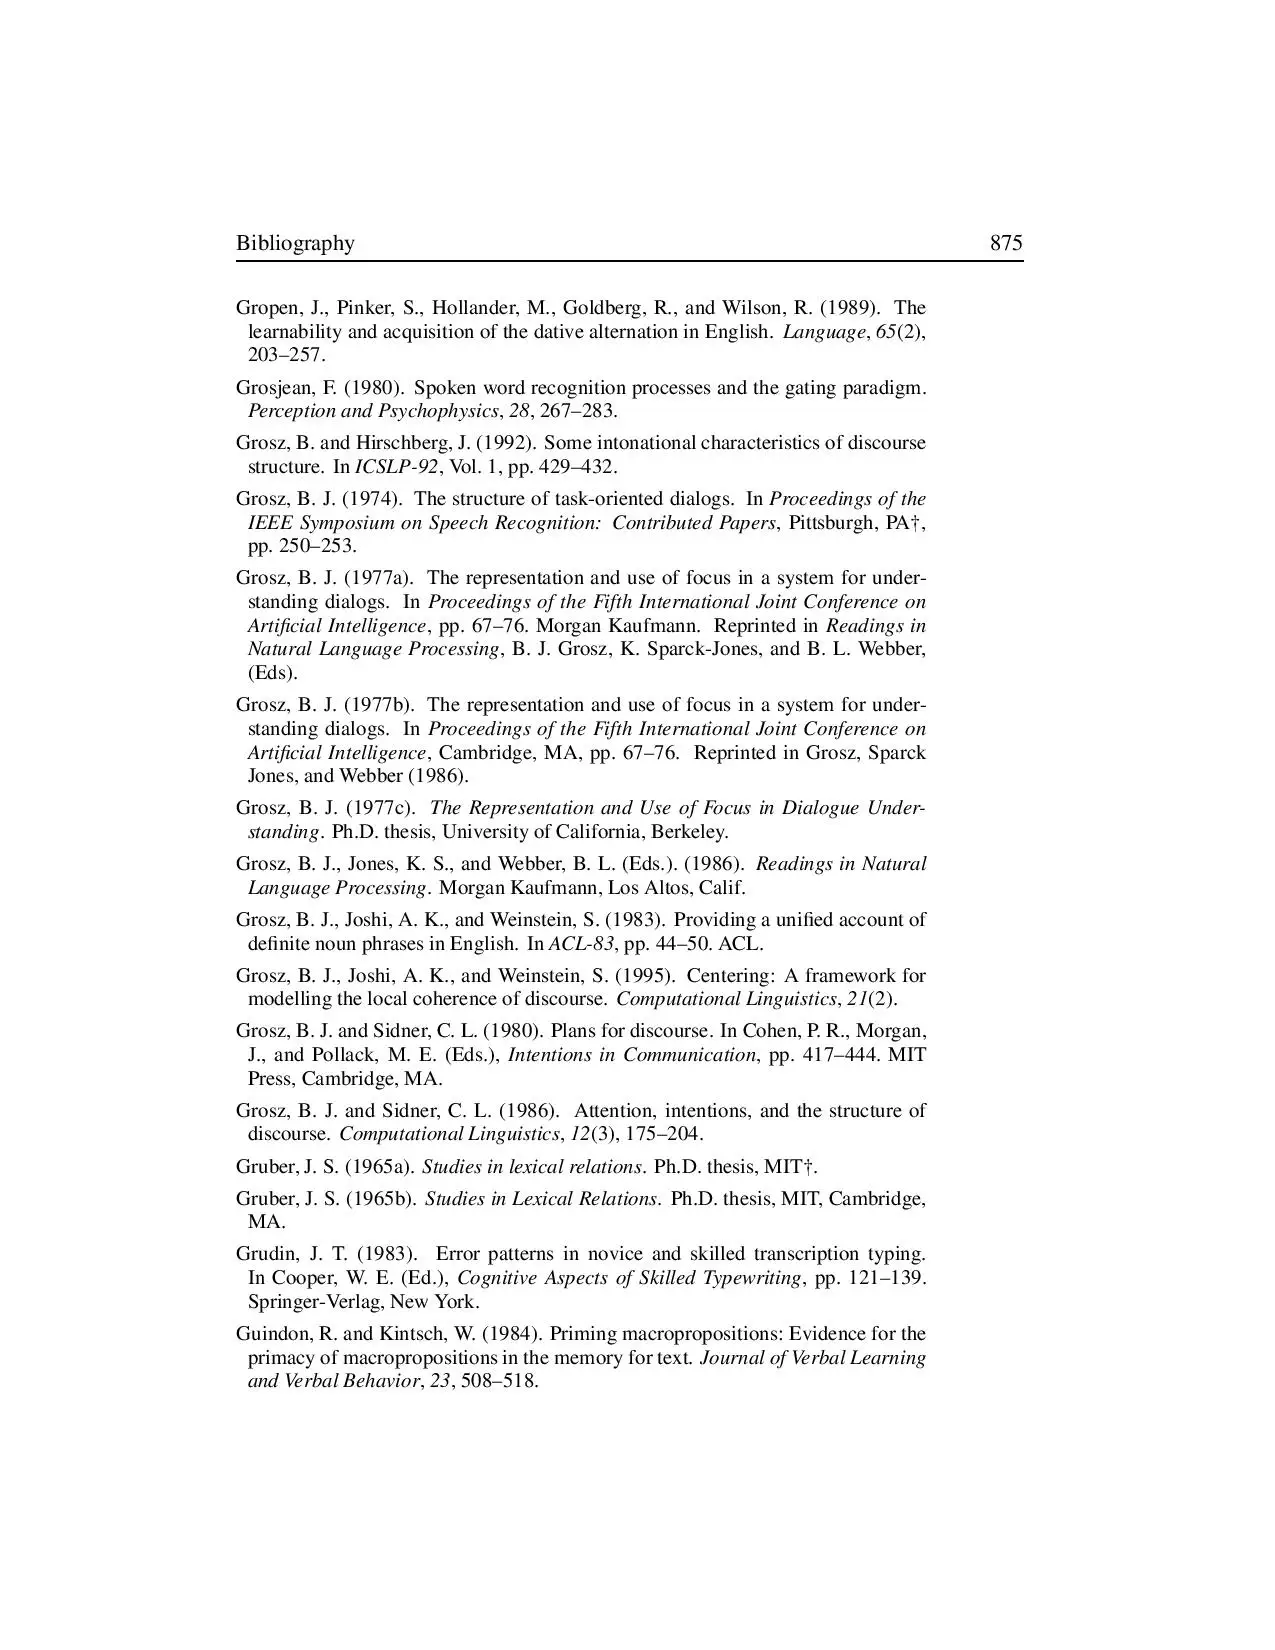 Bibliography 875
Gropen, J., Pinker, S., Hollander, M., Goldberg, R., and Wilson, R. (1989). The
learnability and acquisition of the dative alternation in English. Language, 65(2),
203–257.
Grosjean, F. (1980). Spoken word recognition processes and the gating paradigm.
Perception and Psychophysics, 28, 267–283.
Grosz, B. and Hirschberg, J. (1992). Some intonational characteristics of discourse
structure. In ICSLP-92, Vol. 1, pp. 429–432.
Grosz, B. J. (1974). The structure of task-oriented dialogs. In Proceedings of the
IEEE Symposium on Speech Recognition: Contributed Papers, Pittsburgh, PA†,
pp. 250–253.
Grosz, B. J. (1977a). The representation and use of focus in a system for under-
standing dialogs. In Proceedings of the Fifth International Joint Conference on
Artificial Intelligence, pp. 67–76. Morgan Kaufmann. Reprinted in Readings in
Natural Language Processing, B. J. Grosz, K. Sparck-Jones, and B. L. Webber,
(Eds).
Grosz, B. J. (1977b). The representation and use of focus in a system for under-
standing dialogs. In Proceedings of the Fifth International Joint Conference on
Artificial Intelligence, Cambridge, MA, pp. 67–76. Reprinted in Grosz, Sparck
Jones, and Webber (1986).
Grosz, B. J. (1977c). The Representation and Use of Focus in Dialogue Under-
standing. Ph.D. thesis, University of California, Berkeley.
Grosz, B. J., Jones, K. S., and Webber, B. L. (Eds.). (1986). Readings in Natural
Language Processing. Morgan Kaufmann, Los Altos, Calif.
Grosz, B. J., Joshi, A. K., and Weinstein, S. (1983). Providing a unified account of
definite noun phrases in English. In ACL-83, pp. 44–50. ACL.
Grosz, B. J., Joshi, A. K., and Weinstein, S. (1995). Centering: A framework for
modelling the local coherence of discourse. Computational Linguistics, 21(2).
Grosz, B. J. and Sidner, C. L. (1980). Plans for discourse. In Cohen, P. R., Morgan,
J., and Pollack, M. E. (Eds.), Intentions in Communication, pp. 417–444. MIT
Press, Cambridge, MA.
Grosz, B. J. and Sidner, C. L. (1986). Attention, intentions, and the structure of
discourse. Computational Linguistics, 12(3), 175–204.
Gruber, J. S. (1965a). Studies in lexical relations. Ph.D. thesis, MIT†.
Gruber, J. S. (1965b). Studies in Lexical Relations. Ph.D. thesis, MIT, Cambridge,
MA.
Grudin, J. T. (1983). Error patterns in novice and skilled transcription typing.
In Cooper, W. E. (Ed.), Cognitive Aspects of Skilled Typewriting, pp. 121–139.
Springer-Verlag, New York.
Guindon, R. and Kintsch, W. (1984). Priming macropropositions: Evidence for the
primacy of macropropositions in the memory for text. Journal of Verbal Learning
and Verbal Behavior, 23, 508–518.